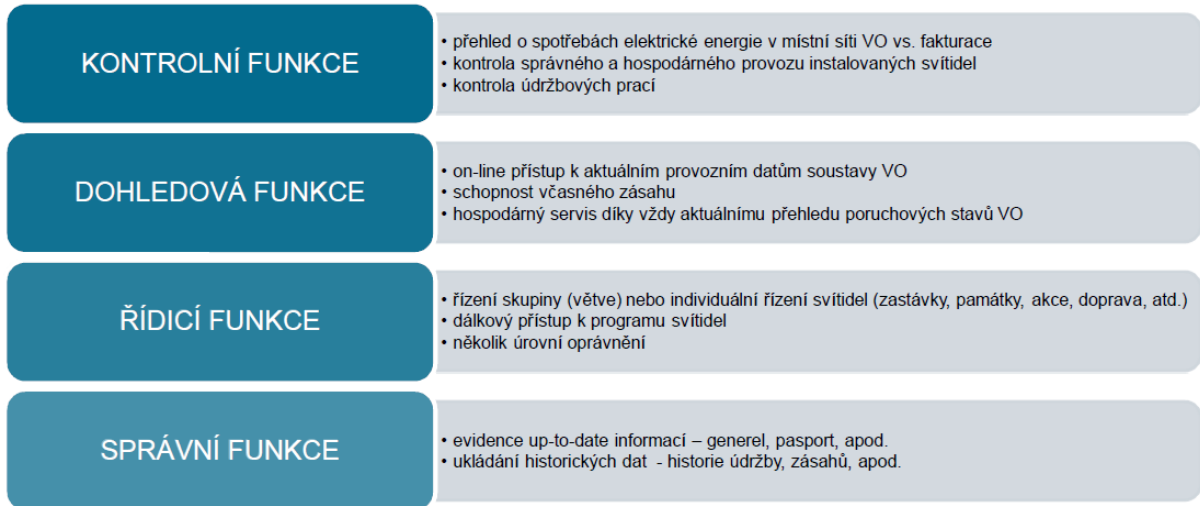 KONTROLNÍ FUNKCE
• přehled o spotřebách elektrické energie v místní síti VO vs. fakturace
• kontrola správného a hospodárného provozu instalovaných svítidel
• kontrola údržbových prací
DOHLEDOVÁ FUNKCE
• on-line přístup k aktuálním provozním datům soustavy VO
• schopnost včasného zásahu
• hospodárný servis díky vždy aktuálnímu přehledu poruchových stavů VO
ŘÍDICÍ FUNKCE
• řízení skupiny (větve) nebo individuální řízení svítidel (zastávky, památky, akce, doprava, atd.)
• dálkový přístup k programu svítidel
• několik úrovní oprávnění
SPRÁVNÍ FUNKCE
• evidence up-to-date informací – generel, pasport, apod.
• ukládání historických dat - historie údržby, zásahů, apod.